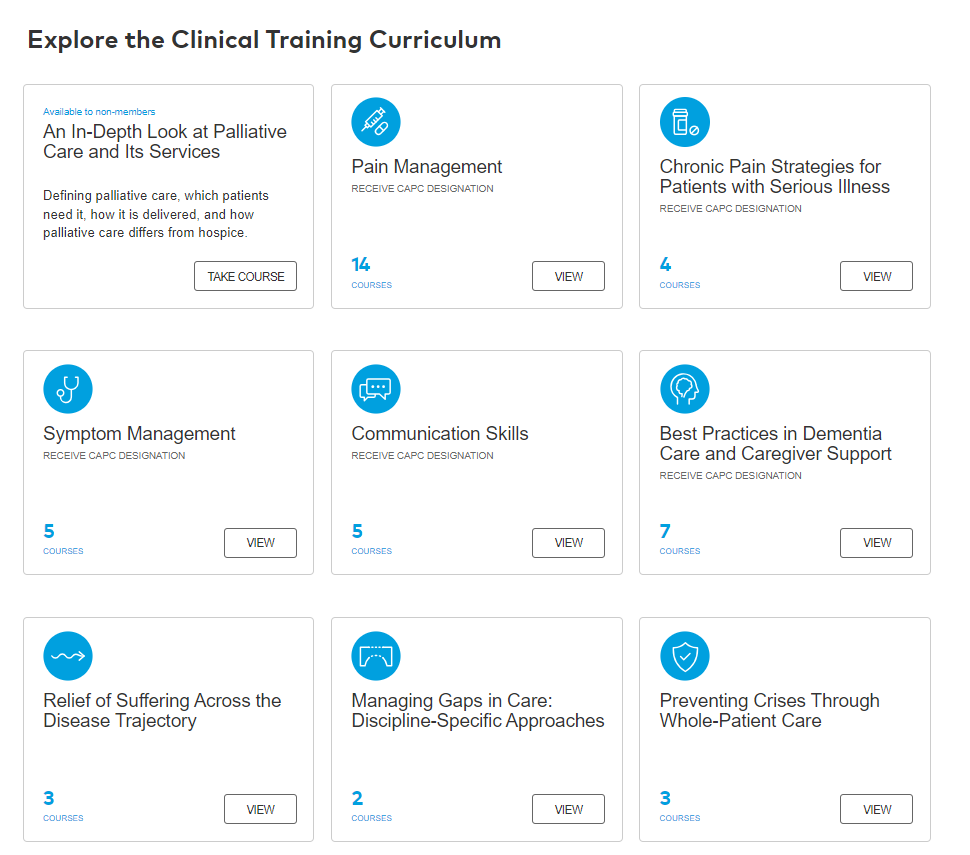 Explore the Clinical Training Curriculum
Available to non-members
An In-Depth Look at Palliative
Care and Its Services
Defining palliative care, which patients
need it, how it is delivered, and how
palliative care differs from hospice.
TAKE COURSE
Pain Management
RECEIVE CAPC DESIGNATION
14
COURSES
VIEW
Chronic Pain Strategies for
Patients with Serious Illness
RECEIVE CAPC DESIGNATION
4
COURSES
VIEW
Symptom Management
RECEIVE CAPC DESIGNATION
5
COURSES
VIEW
Communication Skills
RECEIVE CAPC DESIGNATION
5
COURSES
VIEW
Best Practices in Dementia
Care and Caregiver Support
RECEIVE CAPC DESIGNATION
7
COURSES
VIEW
Relief of Suffering Across the
Disease Trajectory
3
COURSES
VIEW
Managing Gaps in Care:
Discipline-Specific Approaches
2
COURSES
VIEW
Preventing Crises Through
Whole-Patient Care
3
COURSES
VIEW